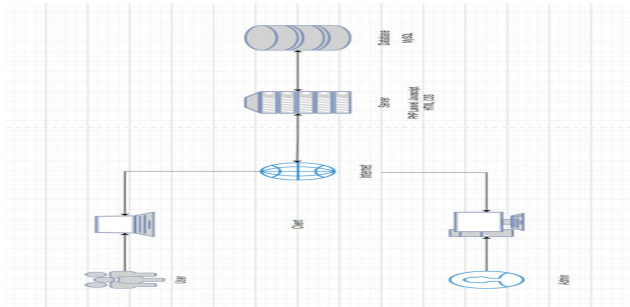 Database
MySQL
Server
PHP Laravel Javascript
HTML CSS
Internet
Client
User
Admin